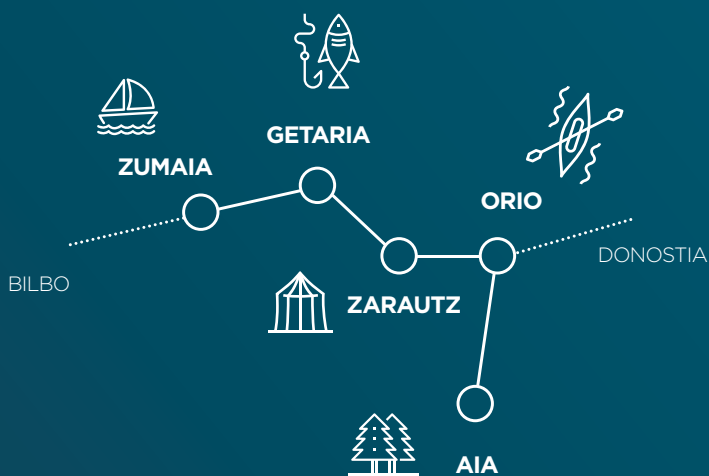 GETARIA
ZUMAIA
ORIO
DONOSTIA
BILBO
ZARAUTZ
AIA